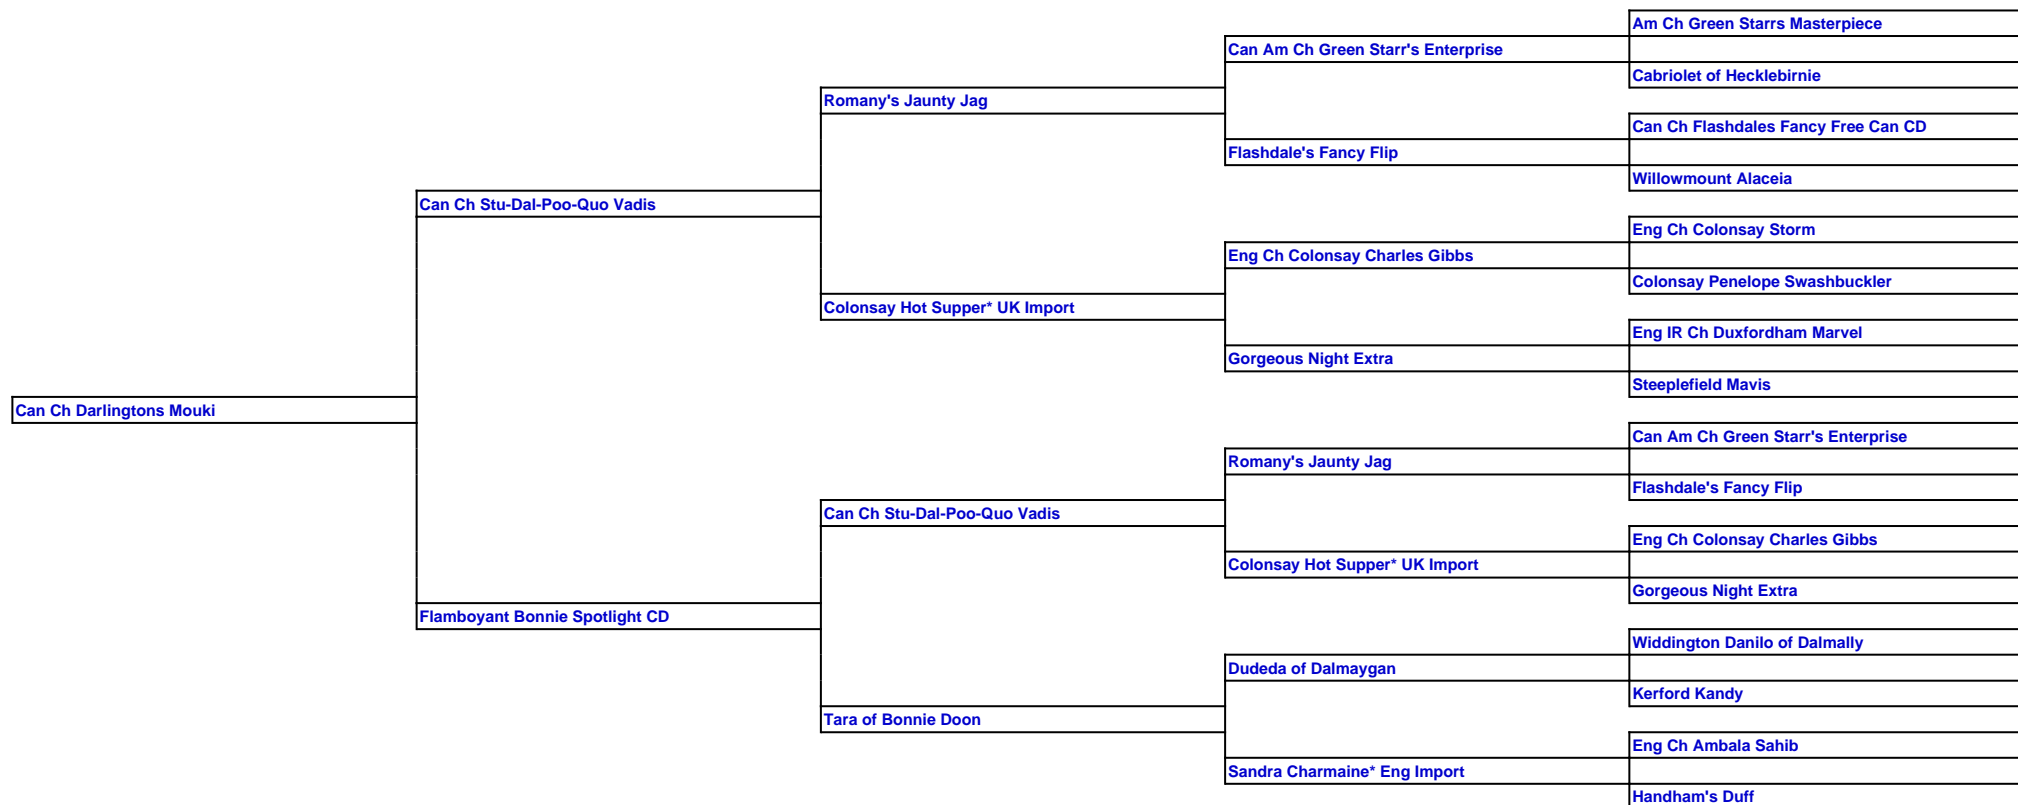 Am Ch Green Starrs Masterpiece
Can Am Ch Green Starr's Enterprise
Cabriolet of Hecklebirnie
Romany's Jaunty Jag
Can Ch Flashdales Fancy Free Can CD
Flashdale's Fancy Flip
Willowmount Alaceia
Can Ch Stu-Dal-Poo-Quo Vadis
Eng Ch Colonsay Storm
Eng Ch Colonsay Charles Gibbs
Colonsay Penelope Swashbuckler
Colonsay Hot Supper* UK Import
Eng IR Ch Duxfordham Marvel
Gorgeous Night Extra
Steeplefield Mavis
Can Ch Darlingtons Mouki
Can Am Ch Green Starr's Enterprise
Romany's Jaunty Jag
Flashdale's Fancy Flip
Can Ch Stu-Dal-Poo-Quo Vadis
Eng Ch Colonsay Charles Gibbs
Colonsay Hot Supper* UK Import
Gorgeous Night Extra
Flamboyant Bonnie Spotlight CD
Widdington Danilo of Dalmally
Dudeda of Dalmaygan
Kerford Kandy
Tara of Bonnie Doon
Eng Ch Ambala Sahib
Sandra Charmaine* Eng Import
Handham's Duff